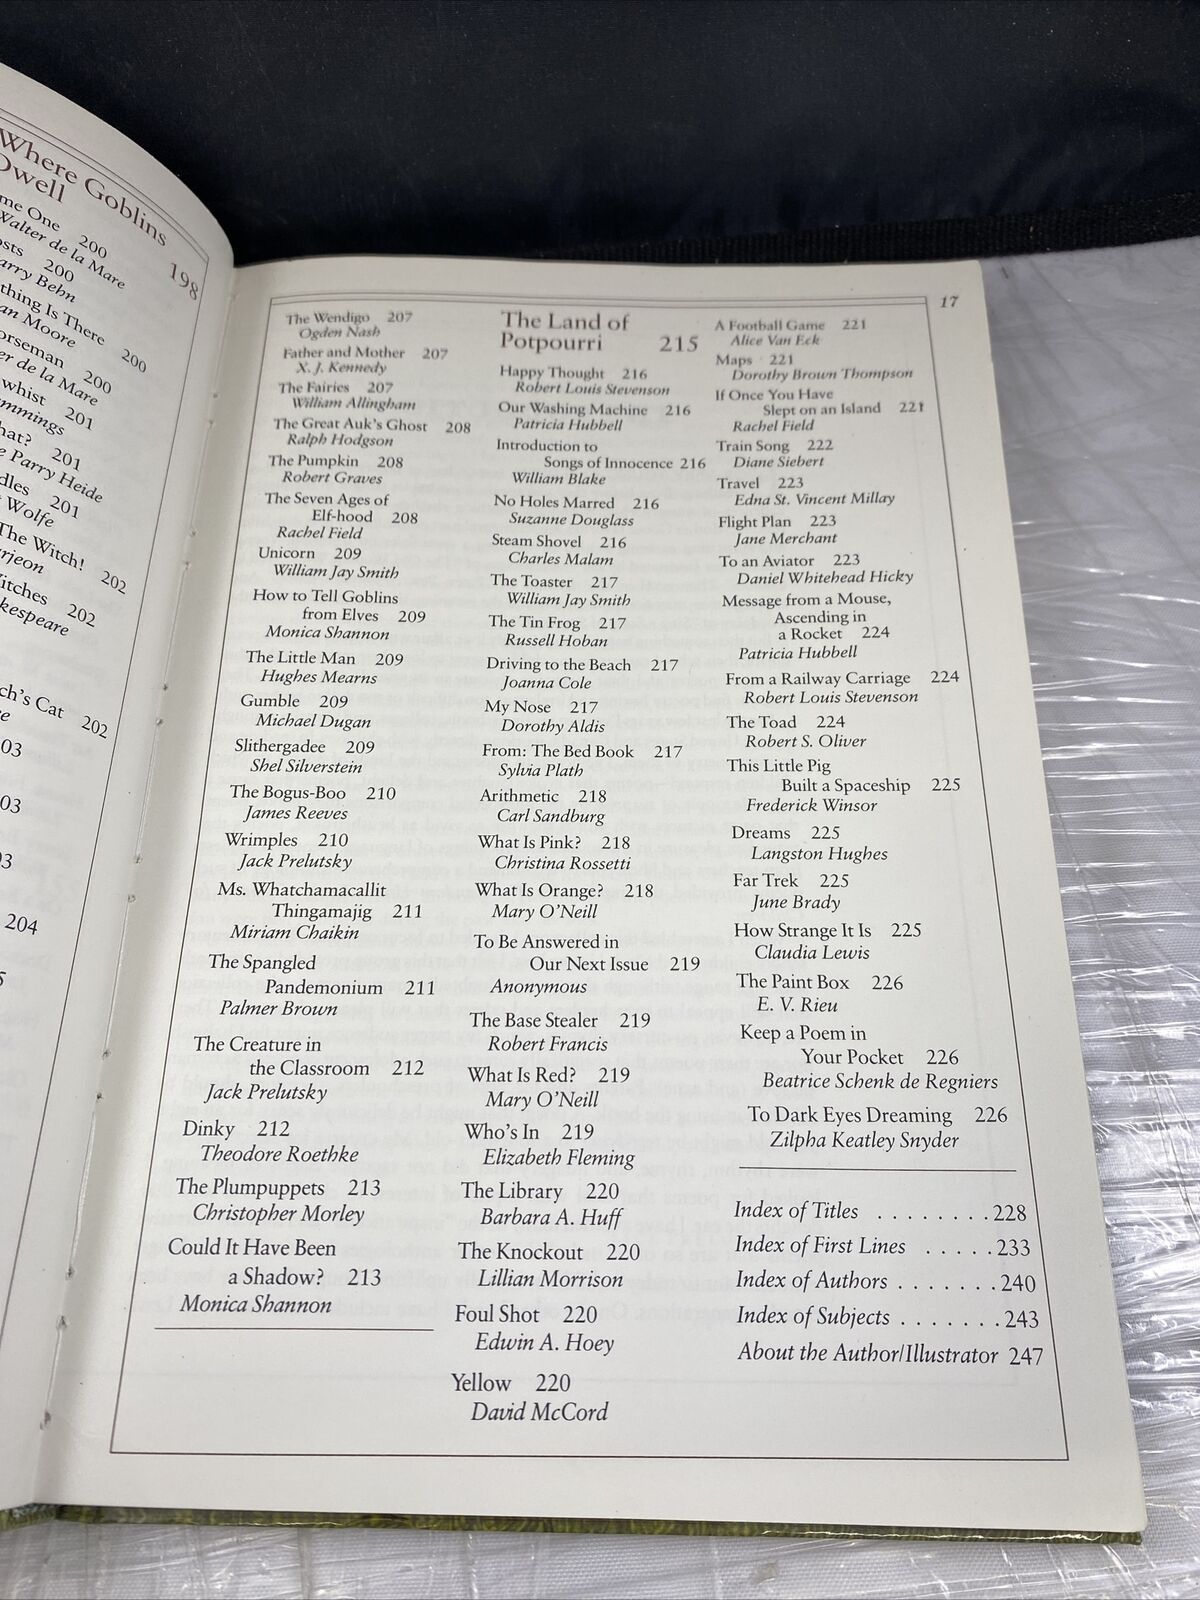 Where Goblins
Dwell
198
me One 200
Walter de la Mare
osts 200
arry Behn
thing Is There
an Moore 200
orseman 200
er de la Mare
whist 201
mmings
hat? 201
e Parry Heide
dles 201
Wolfe
The Witch!
rjeon 202
itches 202
kespeare
ch's Cat
202
03
03
03
204
17
The Wendigo 207
Ogden Nash
Father and Mother 207
X. J. Kennedy
The Fairies 207
William Allingham
The Great Auk's Ghost 208
Ralph Hodgson
The Pumpkin 208
Robert Graves
The Seven Ages of
Elf-hood 208
Rachel Field
Unicorn 209
William Jay Smith
How to Tell Goblins
from Elves 209
Monica Shannon
The Little Man 209
Hughes Mearns
Gumble 209
Michael Dugan
Slithergadee 209
Shel Silverstein
The Bogus-Boo 210
James Reeves
Wrimples 210
Jack Prelutsky
Ms. Whatchamacallit
Thingamajig 211
Miriam Chaikin
The Spangled
Pandemonium 211
Palmer Brown
The Creature in
the Classroom 212
Jack Prelutsky
Dinky 212
Theodore Roethke
The Plumpuppets 213
Christopher Morley
Could It Have Been
a Shadow? 213
Monica Shannon
The Land of
Potpourri 215
Happy Thought 216
Robert Louis Stevenson
Our Washing Machine 216
Patricia Hubbell
Introduction to
Songs of Innocence 216
William Blake
No Holes Marred 216
Suzanne Douglass
Steam Shovel 216
Charles Malam
The Toaster 217
William Jay Smith
The Tin Frog 217
Russell Hoban
Driving to the Beach 217
Joanna Cole
My Nose 217
Dorothy Aldis
From: The Bed Book 217
Sylvia Plath
Arithmetic 218
Carl Sandburg
What Is Pink? 218
Christina Rossetti
What Is Orange? 218
Mary O'Neill
To Be Answered in
Our Next Issue 219
Anonymous
The Base Stealer 219
Robert Francis
What Is Red? 219
Mary O'Neill
Who's In 219
Elizabeth Fleming
The Library 220
Barbara A. Huff
The Knockout 220
Lillian Morrison
Foul Shot 220
Edwin A. Hoey
Yellow 220
David McCord
A Football Game 221
Alice Van Eck
Maps 221
Dorothy Brown Thompson
If Once You Have
Slept on an Island 221
Rachel Field
Train Song 222
Diane Siebert
Travel 223
Edna St. Vincent Millay
Flight Plan 223
Jane Merchant
To an Aviator 223
Daniel Whitehead Hicky
Message from a Mouse,
Ascending in
a Rocket 224
Patricia Hubbell
From a Railway Carriage 224
Robert Louis Stevenson
The Toad 224
Robert S. Oliver
This Little Pig
Built a Spaceship 225
Frederick Winsor
Dreams 225
Langston Hughes
Far Trek 225
June Brady
How Strange It Is 225
Claudia Lewis
The Paint Box 226
E. V. Rieu
Keep a Poem in
Your Pocket 226
Beatrice Schenk de Regniers
To Dark Eyes Dreaming 226
Zilpha Keatley Snyder
Index of Titles . . . . . . . . 228
Index of First Lines . . . . . 233
Index of Authors . . . . . . . 240
Index of Subjects . . . . . . . 243
About the Author/Illustrator 247